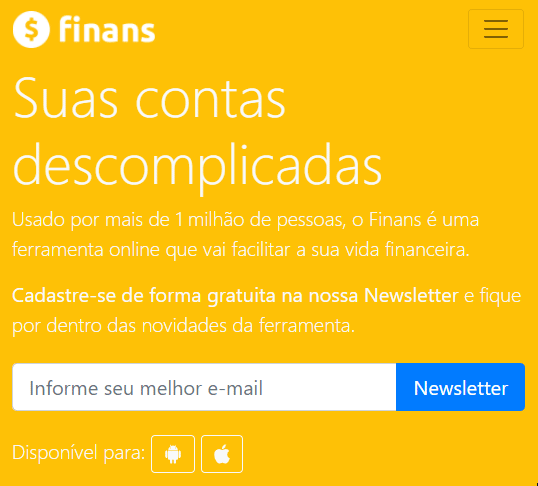 finans
Suas contas
descomplicadas
Usado por mais de 1 milhão de pessoas, o Finans é uma
ferramenta online que vai facilitar a sua vida financeira.
Cadastre-se de forma gratuita na nossa Newsletter e fique
por dentro das novidades da ferramenta.
Informe seu melhor e-mail Newsletter
Disponível para: